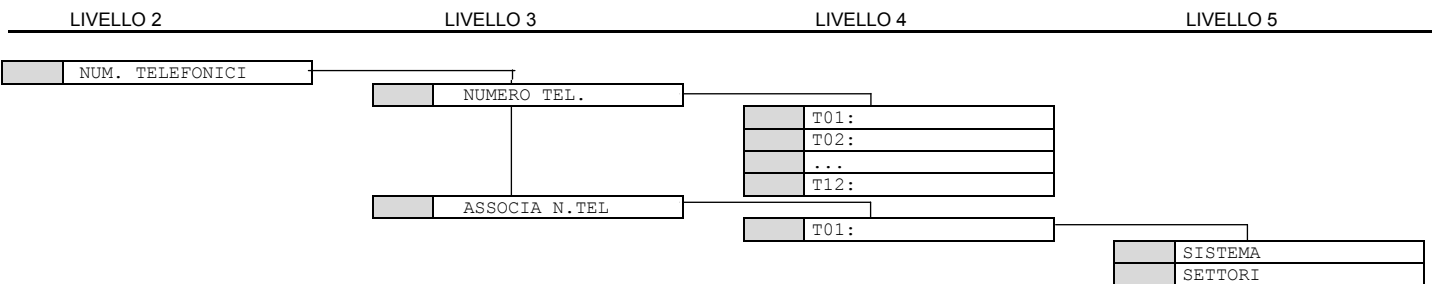 LIVELLO 2 LIVELLO 3 LIVELLO 4 LIVELLO 5
NUM. TELEFONICI
NUMERO TEL.
T01:
T02:
...
T12:
ASSOCIA N.TEL
T01:
SISTEMA
SETTORI